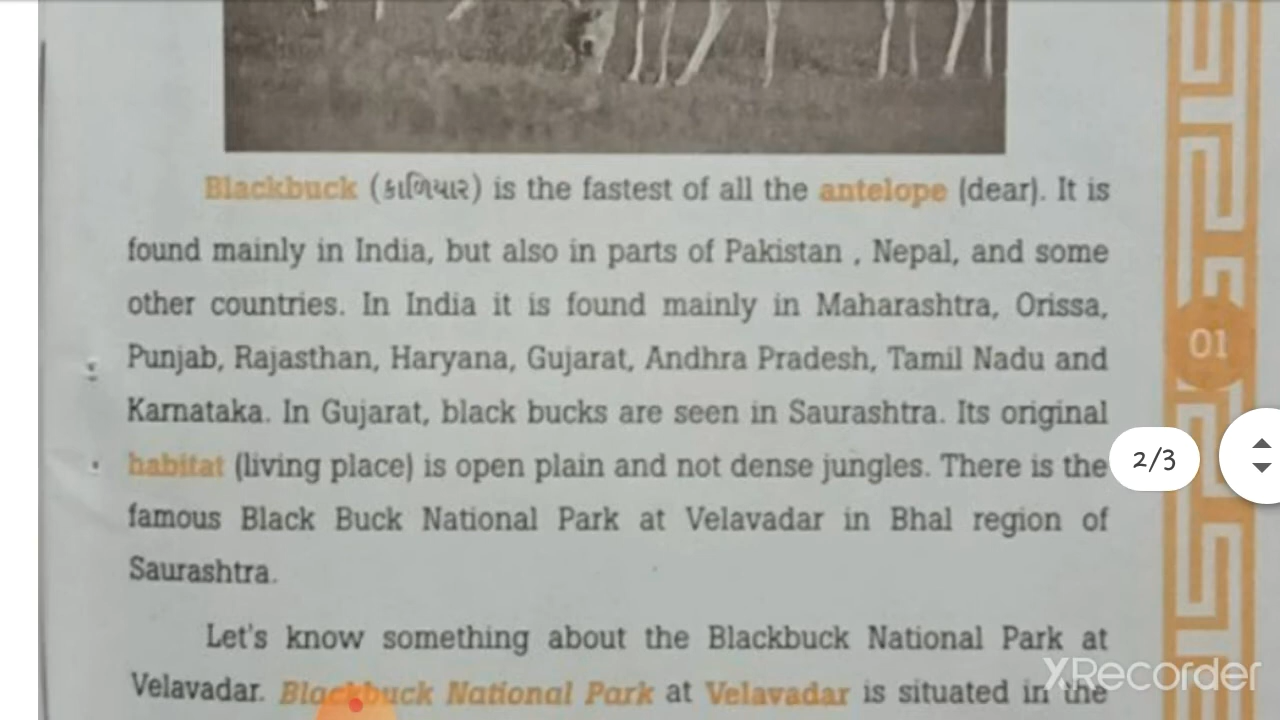 Blackbuck (કાળિયાર) is the fastest of all the antelope (dear). It is
found mainly in India, but also in parts of Pakistan , Nepal, and some
other countries. In India it is found mainly in Maharashtra, Orissa,
Punjab, Rajasthan, Haryana, Gujarat, Andhra Pradesh, Tamil Nadu and
Karnataka. In Gujarat, black bucks are seen in Saurashtra. Its original
habitat (living place) is open plain and not dense jungles. There is the
famous Black Buck National Park at Velavadar in Bhal region of
Saurashtra.
Let's know something about the Blackbuck National Park at
Velavadar. Blackbuck National Park at Velavadar is situated in the
01
2/3
XRecorder